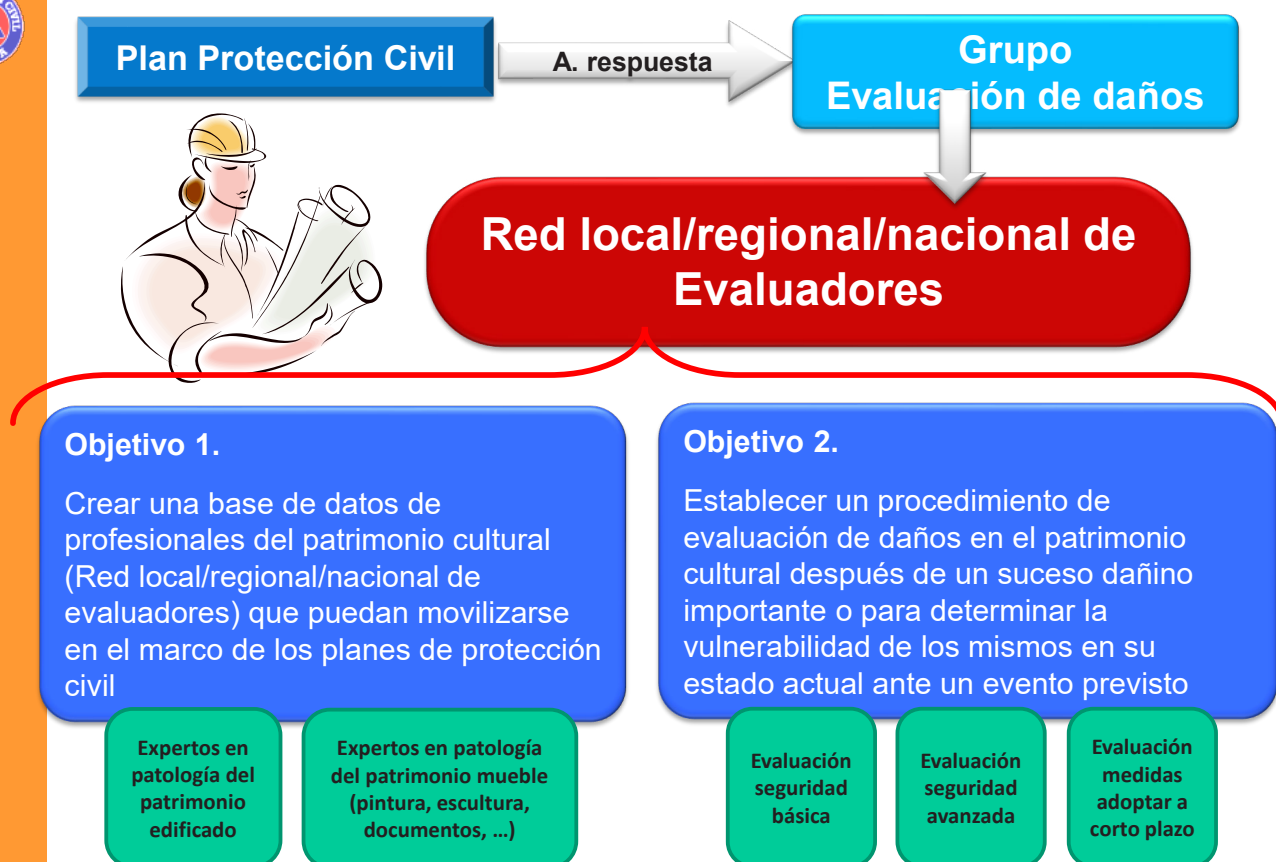 CIVIL
Plan Protección Civil
A. respuesta
Grupo
Evaluación de daños
Red local/regional/nacional de
Evaluadores
Objetivo 1.
Crear una base de datos de
profesionales del patrimonio cultural
(Red local/regional/nacional de
evaluadores) que puedan movilizarse
en el marco de los planes de protección
civil
Expertos en
patología del
patrimonio
edificado
Expertos en patología
del patrimonio mueble
(pintura, escultura,
documentos, ...)
Objetivo 2.
Establecer un procedimiento de
evaluación de daños en el patrimonio
cultural después de un suceso dañino
importante o para determinar la
vulnerabilidad de los mismos en su
estado actual ante un evento previsto
Evaluación
seguridad
básica
Evaluación
seguridad
avanzada
Evaluación
medidas
adoptar a
corto plazo